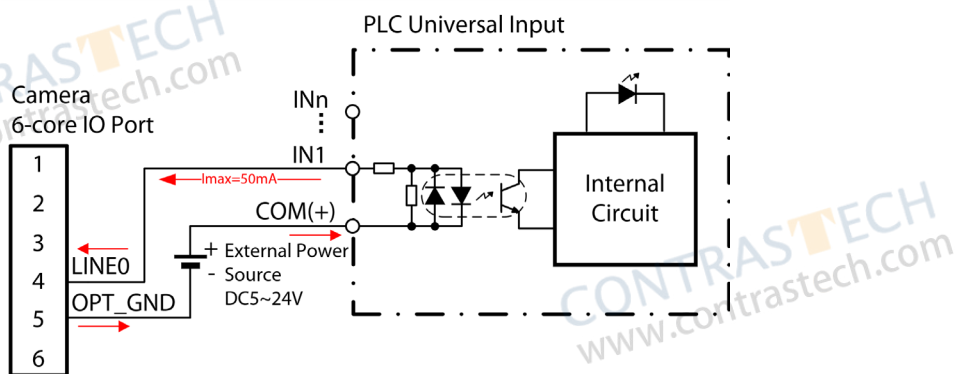 PLC Universal Input
CONTRASTECH
www.contrastech.com
Camera
6-core IO Port
INn
IN1
Imax=50mA
COM(+)
+ External Power
- Source
DC5~24V
1
2
3
4
5
6
LINE0
OPT_GND
Internal
Circuit
CONTRASTECH
www.contrastech.com